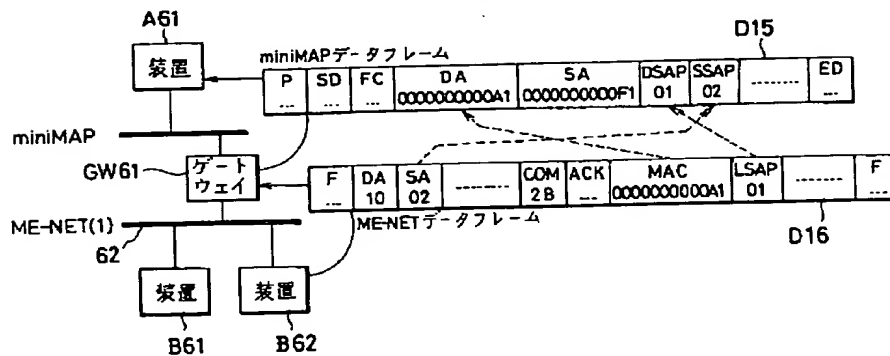 A61
装置
miniMAPデータフレーム
D15
P
...
SD
...
FC
...
DA
0000000000A1
SA
0000000000F1
DSAP
01
SSAP
02
--------
ED
...
miniMAP
GW61
ゲート
ウェイ
F
...
DA
10
SA
02
--------
COM
2B
ACK
...
MAC
0000000000A1
LSAP
01
--------
F
...
ME-NETデータフレーム
D16
ME-NET(1)
62
装置
装置
B61
B62